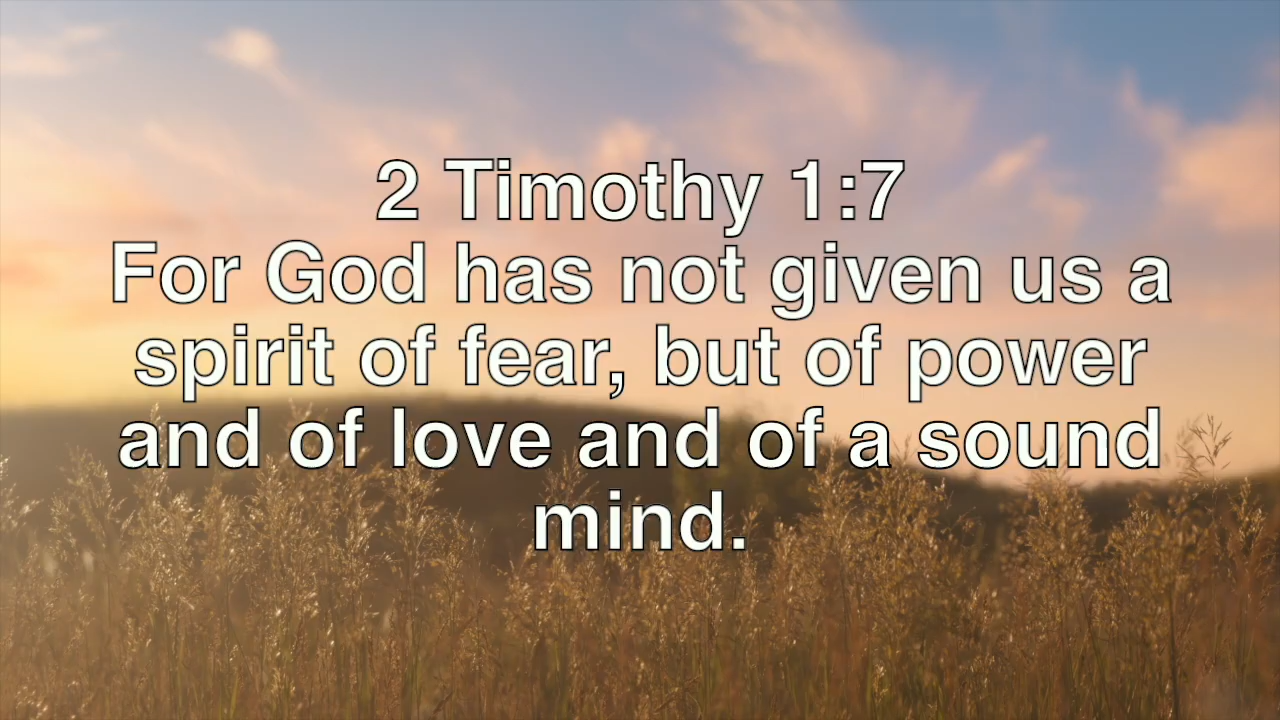 2 Timothy 1:7
For God has not given us a
spirit of fear, but of power
and of love and of a sound
mind.